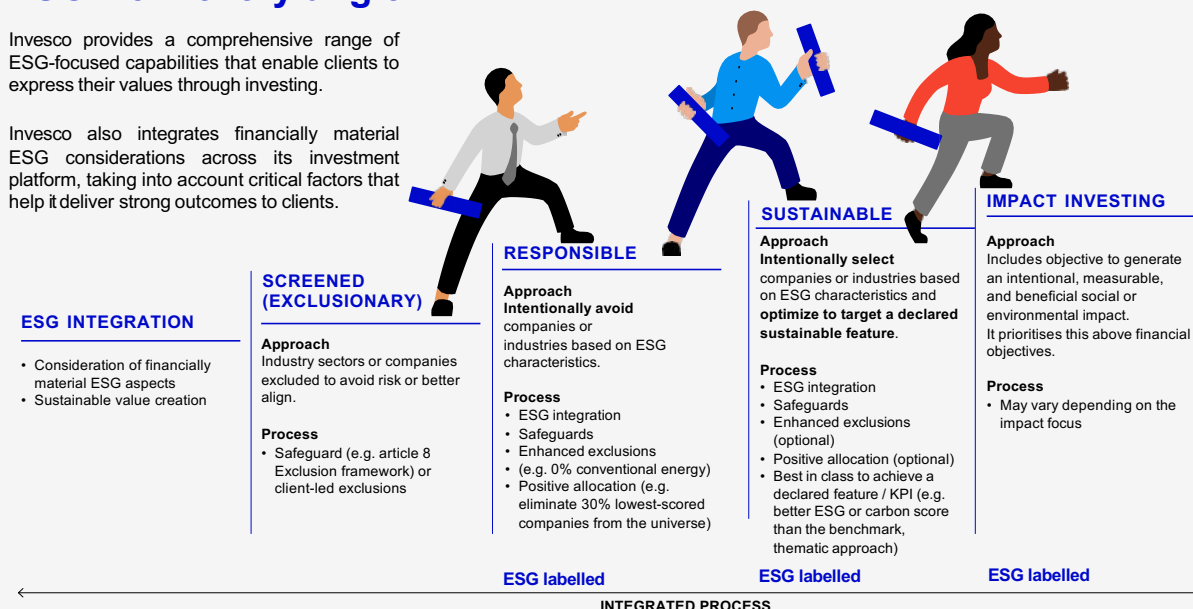 Invesco provides a comprehensive range of
ESG-focused capabilities that enable clients to
express their values through investing.
Invesco also integrates financially material
ESG considerations across its investment
platform, taking into account critical factors that
help it deliver strong outcomes to clients.
ESG INTEGRATION
• Consideration of financially
material ESG aspects
• Sustainable value creation
SCREENED
(EXCLUSIONARY)
Approach
Industry sectors or companies
excluded to avoid risk or better
align.
Process
• Safeguard (e.g. article 8
Exclusion framework) or
client-led exclusions
RESPONSIBLE
Approach
Intentionally avoid
companies or
industries based on ESG
characteristics.
Process
• ESG integration
• Safeguards
• Enhanced exclusions
• (e.g. 0% conventional energy)
• Positive allocation (e.g.
eliminate 30% lowest-scored
companies from the universe)
ESG labelled
SUSTAINABLE
Approach
Intentionally select
companies or industries based
on ESG characteristics and
optimize to target a declared
sustainable feature.
Process
• ESG integration
• Safeguards
• Enhanced exclusions
(optional)
• Positive allocation (optional)
• Best in class to achieve a
declared feature / KPI (e.g.
better ESG or carbon score
than the benchmark,
thematic approach)
ESG labelled
IMPACT INVESTING
Approach
Includes objective to generate
an intentional, measurable,
and beneficial social or
environmental impact.
It prioritises this above financial
objectives.
Process
• May vary depending on the
impact focus
ESG labelled
INTEGRATED PROCESS